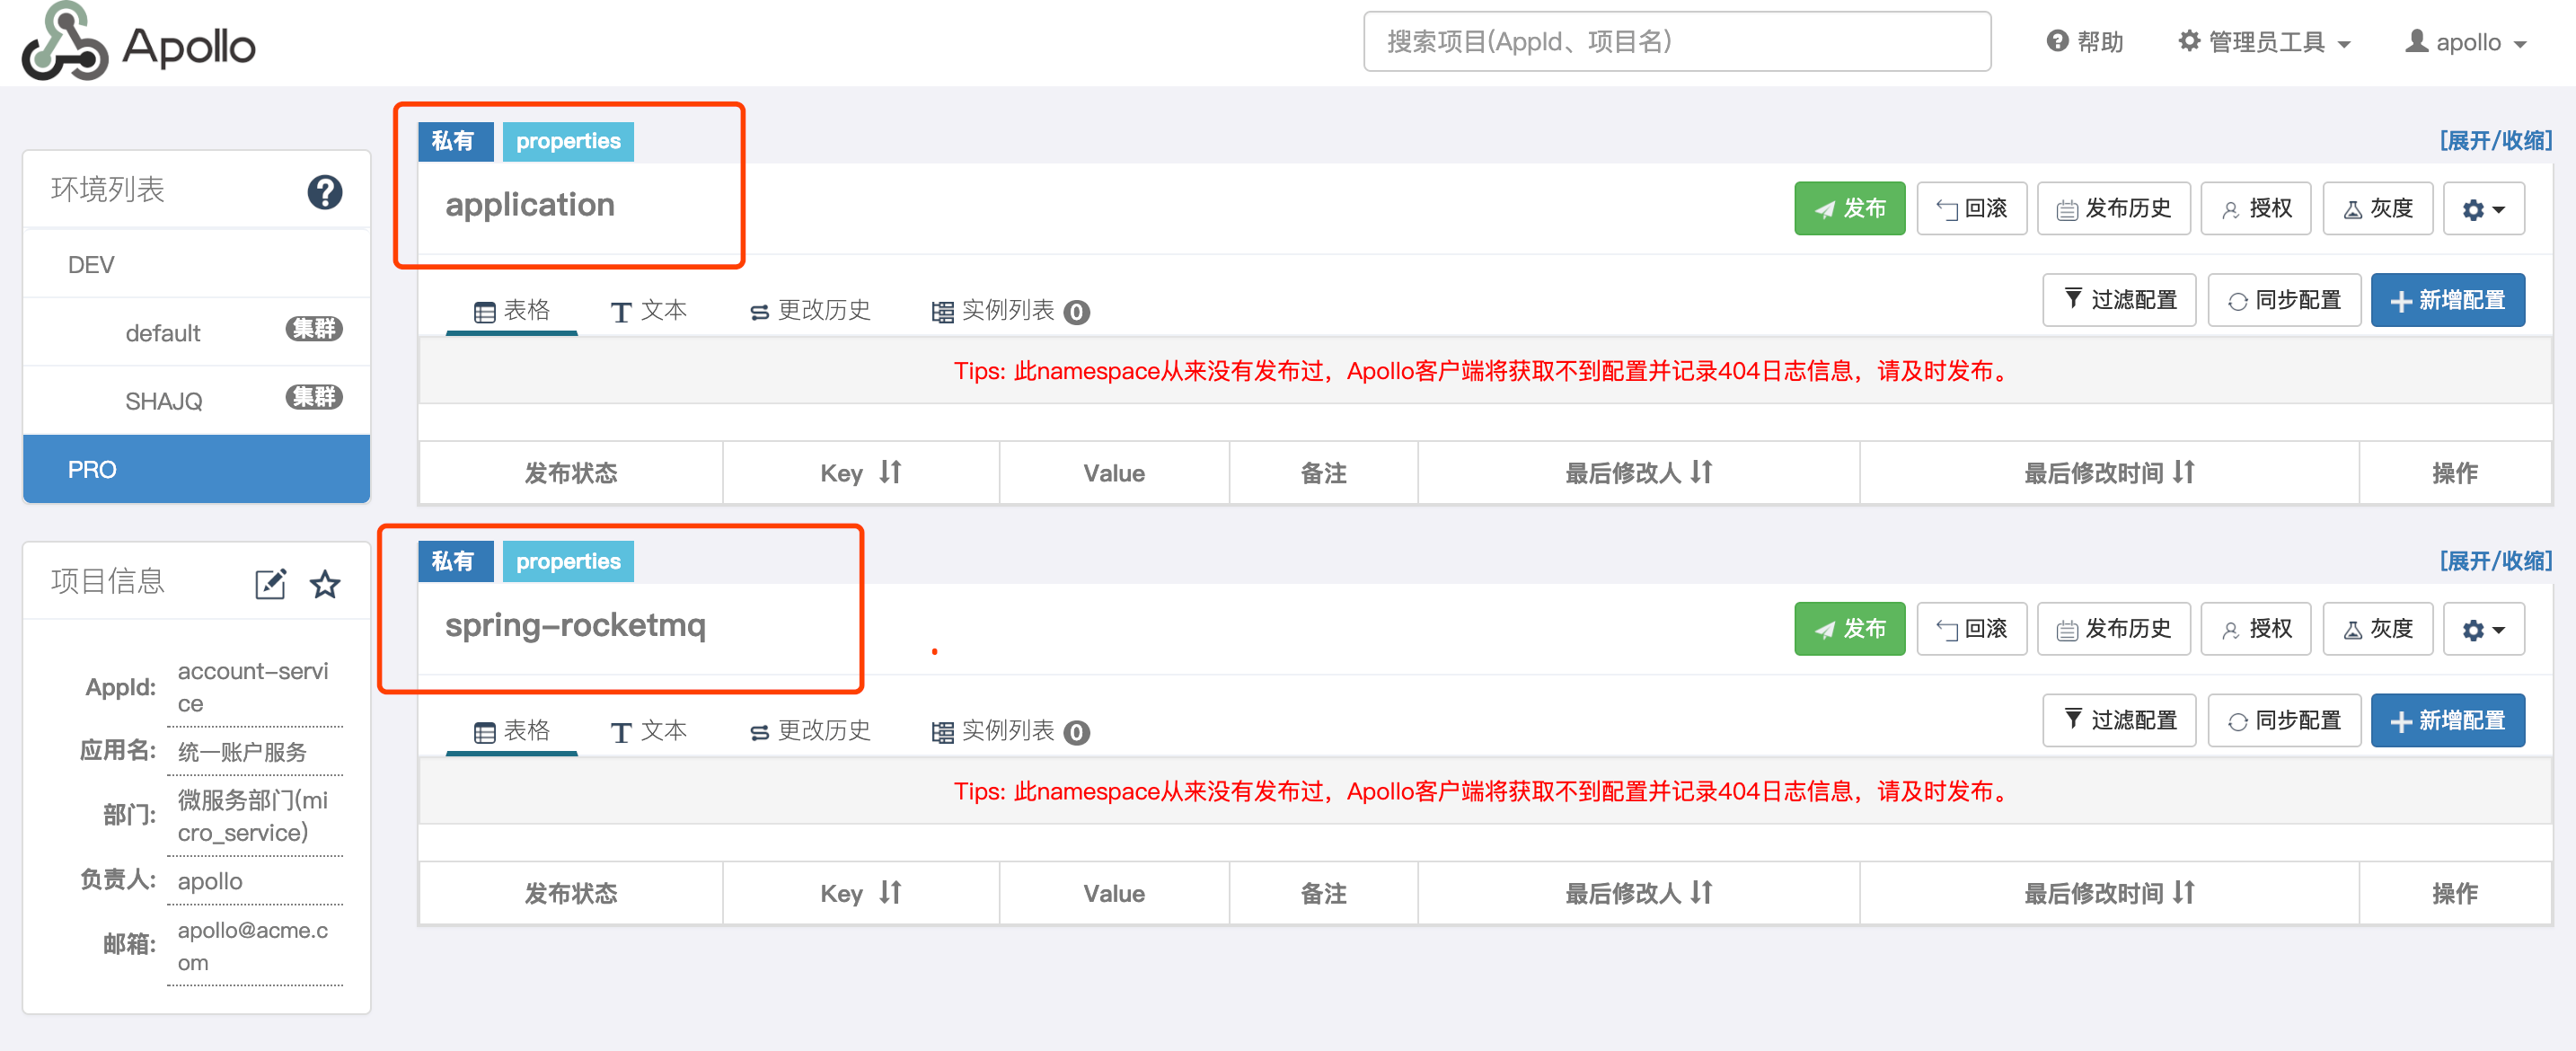 Apollo
搜索项目(AppId、项目名)
帮助
管理员工具
apollo
环境列表
DEV
default 集群
SHAJQ 集群
PRO
项目信息
AppId: account-servi
ce
应用名: 统一账户服务
部门: 微服务部门(mi
cro_service)
负责人: apollo
邮箱: apollo@acme.c
om
私有 properties
[展开/收缩]
application
发布 回滚 发布历史 授权 灰度
表格 文本 更改历史 实例列表 0
过滤配置 同步配置 新增配置
Tips: 此namespace从来没有发布过，Apollo客户端将获取不到配置并记录404日志信息，请及时发布。
发布状态 Key Value 备注 最后修改人 最后修改时间 操作
私有 properties
[展开/收缩]
spring-rocketmq
发布 回滚 发布历史 授权 灰度
表格 文本 更改历史 实例列表 0
过滤配置 同步配置 新增配置
Tips: 此namespace从来没有发布过，Apollo客户端将获取不到配置并记录404日志信息，请及时发布。
发布状态 Key Value 备注 最后修改人 最后修改时间 操作